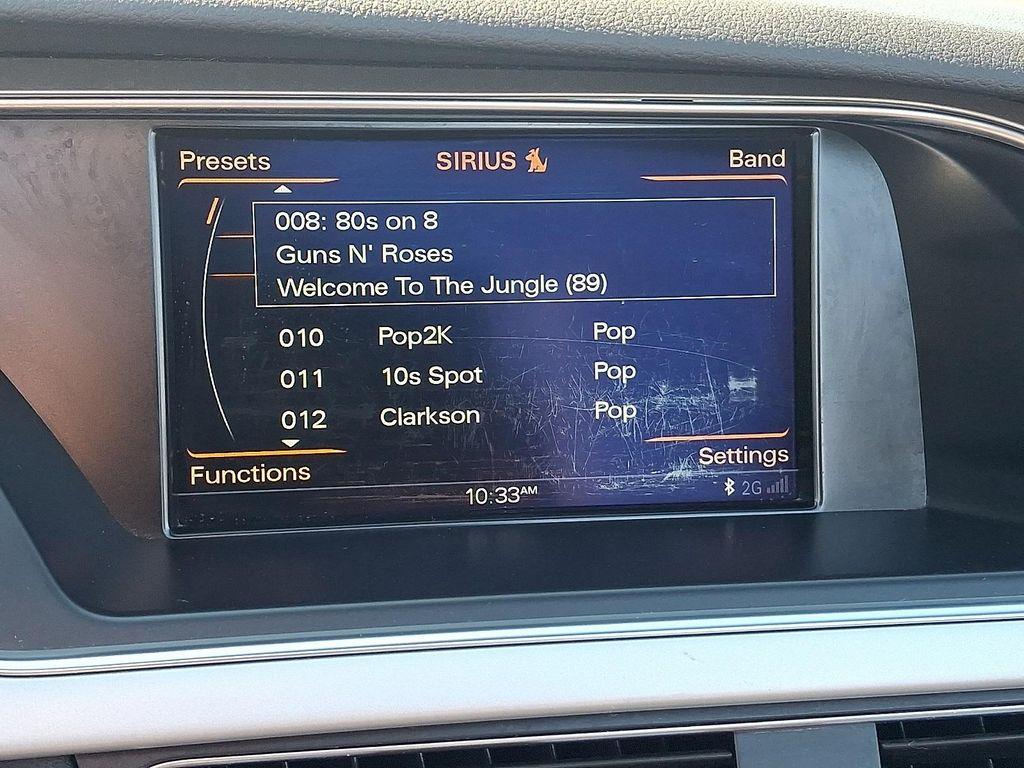 Presets SIRIUS Band
008: 80s on 8
Guns N' Roses
Welcome To The Jungle (89)
010 Pop2K Pop
011 10s Spot Pop
012 Clarkson Pop
Functions Settings
10:33AM 2G